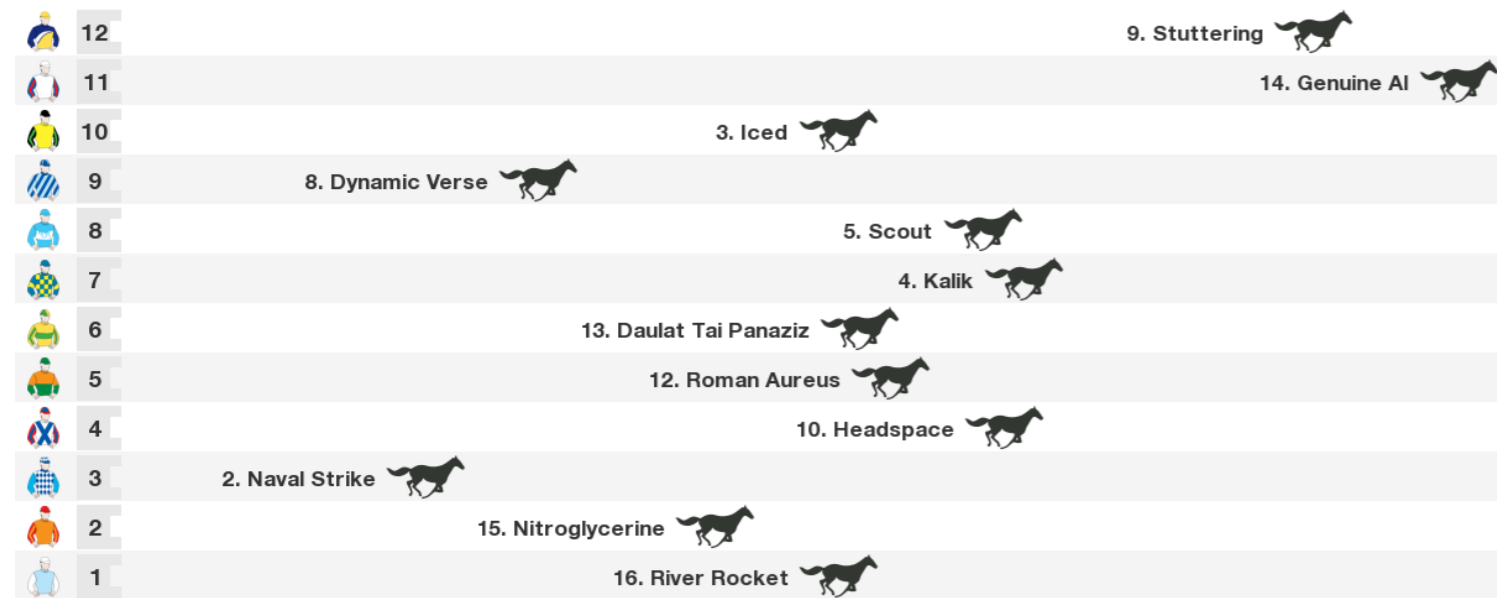 12 9. Stuttering
11 14. Genuine Al
10 3. Iced
9 8. Dynamic Verse
8 5. Scout
7 4. Kalik
6 13. Daulat Tai Panaziz
5 12. Roman Aureus
4 10. Headspace
3 2. Naval Strike
2 15. Nitroglycerine
1 16. River Rocket